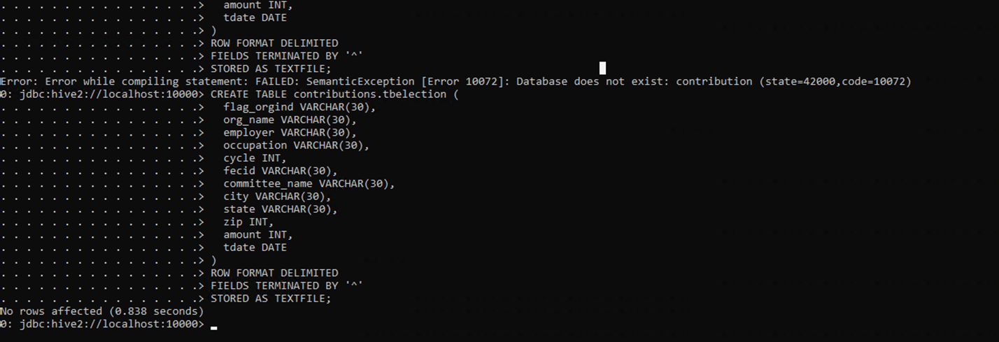 . . . . . . . . . . . . . . . .>   amount INT,
. . . . . . . . . . . . . . . .>   tdate DATE
. . . . . . . . . . . . . . . .> )
. . . . . . . . . . . . . . . .> ROW FORMAT DELIMITED
. . . . . . . . . . . . . . . .> FIELDS TERMINATED BY '^'
. . . . . . . . . . . . . . . .> STORED AS TEXTFILE;
Error: Error while compiling statement: FAILED: SemanticException [Error 10072]: Database does not exist: contribution (state=42000,code=10072)
0: jdbc:hive2://localhost:10000> CREATE TABLE contributions.tbelection (
. . . . . . . . . . . . . . . .>   flag_orgind VARCHAR(30),
. . . . . . . . . . . . . . . .>   org_name VARCHAR(30),
. . . . . . . . . . . . . . . .>   employer VARCHAR(30),
. . . . . . . . . . . . . . . .>   occupation VARCHAR(30),
. . . . . . . . . . . . . . . .>   cycle INT,
. . . . . . . . . . . . . . . .>   fecid VARCHAR(30),
. . . . . . . . . . . . . . . .>   committee_name VARCHAR(30),
. . . . . . . . . . . . . . . .>   city VARCHAR(30),
. . . . . . . . . . . . . . . .>   state VARCHAR(30),
. . . . . . . . . . . . . . . .>   zip INT,
. . . . . . . . . . . . . . . .>   amount INT,
. . . . . . . . . . . . . . . .>   tdate DATE
. . . . . . . . . . . . . . . .> )
. . . . . . . . . . . . . . . .> ROW FORMAT DELIMITED
. . . . . . . . . . . . . . . .> FIELDS TERMINATED BY '^'
. . . . . . . . . . . . . . . .> STORED AS TEXTFILE;
No rows affected (0.838 seconds)
0: jdbc:hive2://localhost:10000>